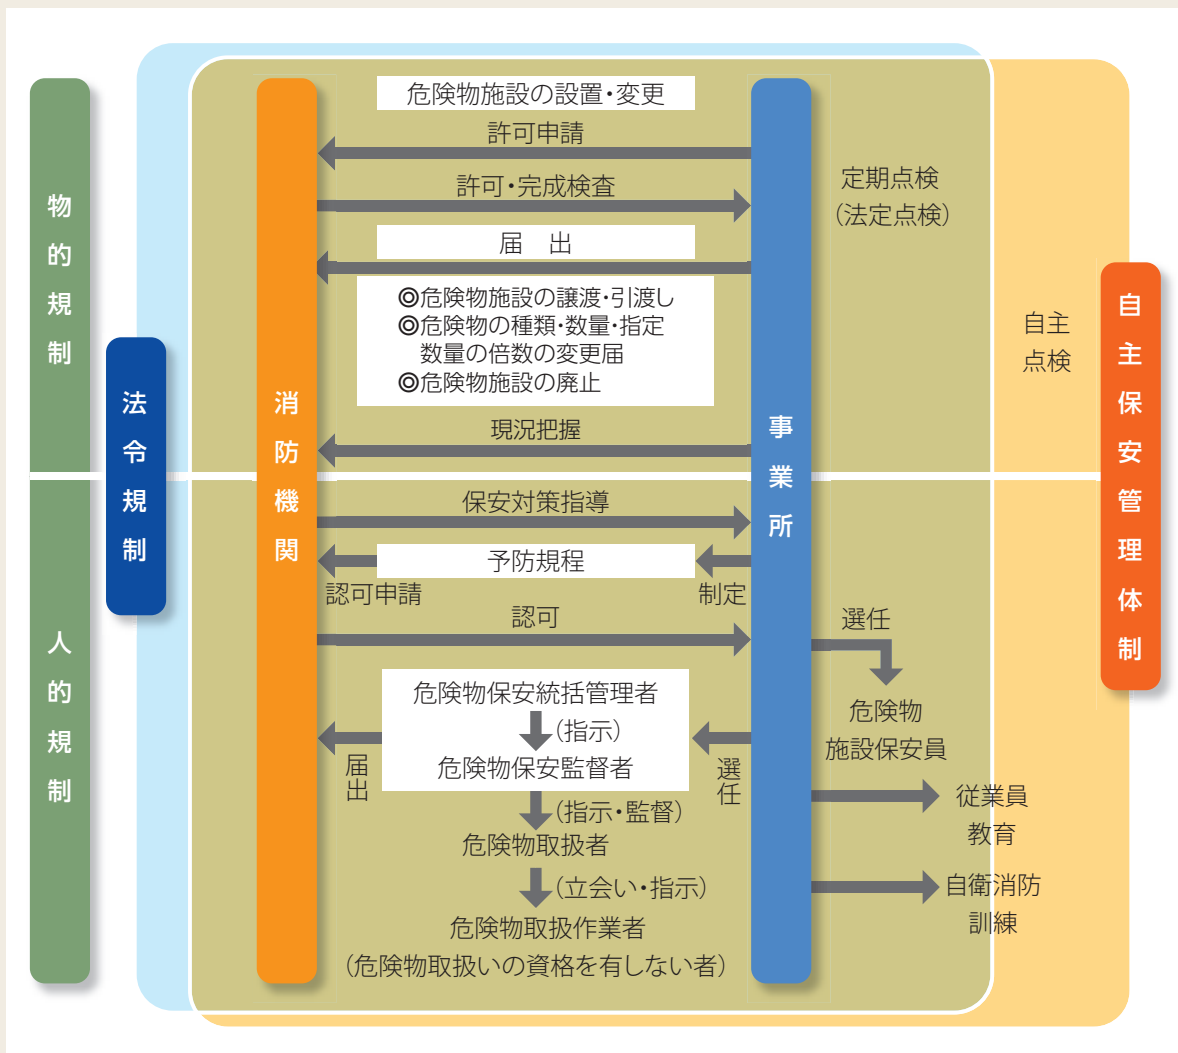 危険物施設の設置・変更
許可申請
許可・完成検査
届　出
◎危険物施設の譲渡・引渡し
◎危険物の種類・数量・指定
数量の倍数の変更届
◎危険物施設の廃止
現況把握
保安対策指導
予防規程
認可申請
制定
認可
危険物保安統括管理者
(指示)
危険物保安監督者
届出
選任
(指示・監督)
危険物取扱者
(立会い・指示)
危険物取扱作業者
(危険物取扱いの資格を有しない者)
物的規制
人的規制
法令規制
消防機関
事業所
定期点検
(法定点検)
自主
点検
自主保安管理体制
選任
危険物
施設保安員
従業員
教育
自衛消防
訓練